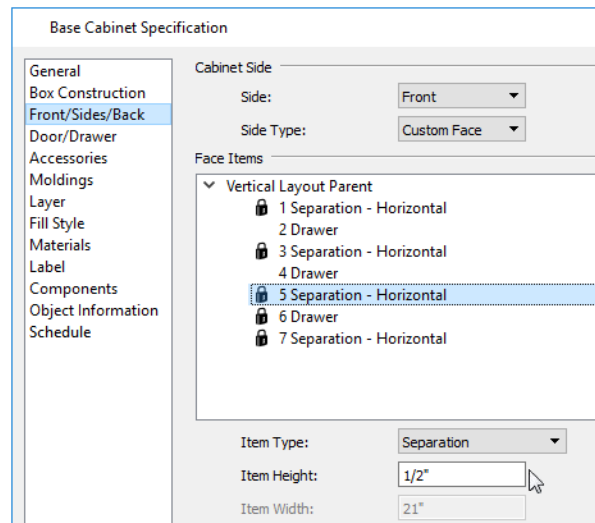 Base Cabinet Specification
General
Box Construction
Front/Sides/Back
Door/Drawer
Accessories
Moldings
Layer
Fill Style
Materials
Label
Components
Object Information
Schedule
Cabinet Side
Side: Front
Side Type: Custom Face
Face Items
Vertical Layout Parent
1 Separation - Horizontal
2 Drawer
3 Separation - Horizontal
4 Drawer
5 Separation - Horizontal
6 Drawer
7 Separation - Horizontal
Item Type: Separation
Item Height: 1/2"
Item Width: 21"